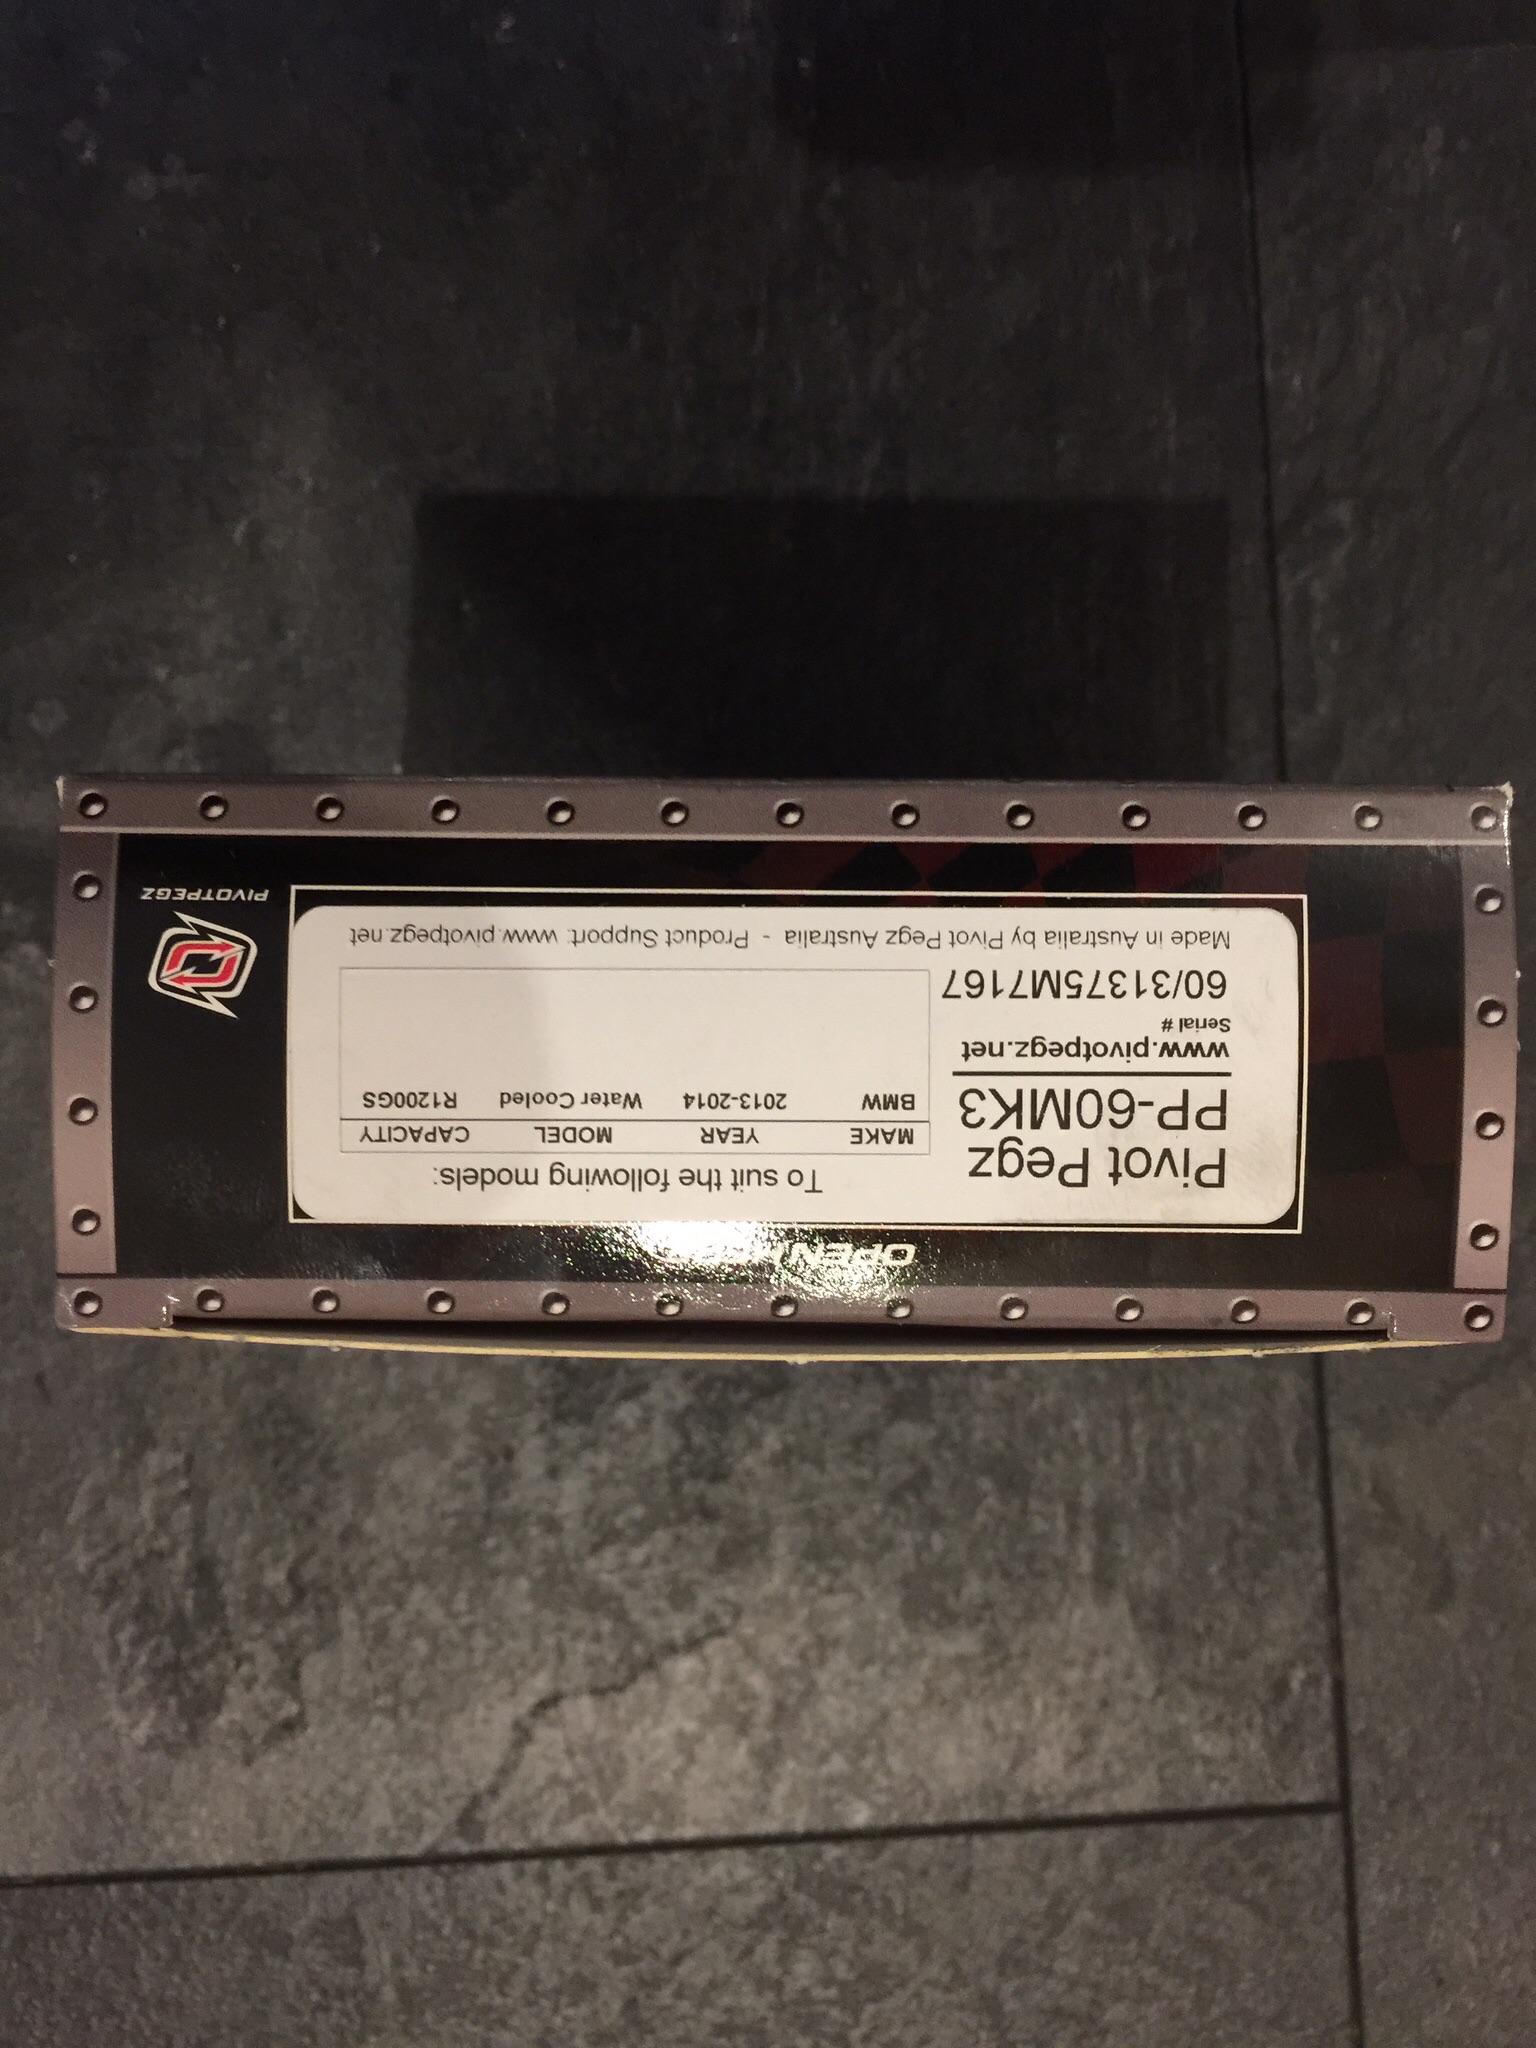 OPEN
Pivot Pegz
PP-60MK3
www.pivotpegz.net
Serial #
60/31375M7167
To suit the following models:
MAKE YEAR MODEL CAPACITY
BMW 2013-2014 Water Cooled R1200GS
Made in Australia by Pivot Pegz Australia - Product Support: www.pivotpegz.net
PIVOTPEGZ